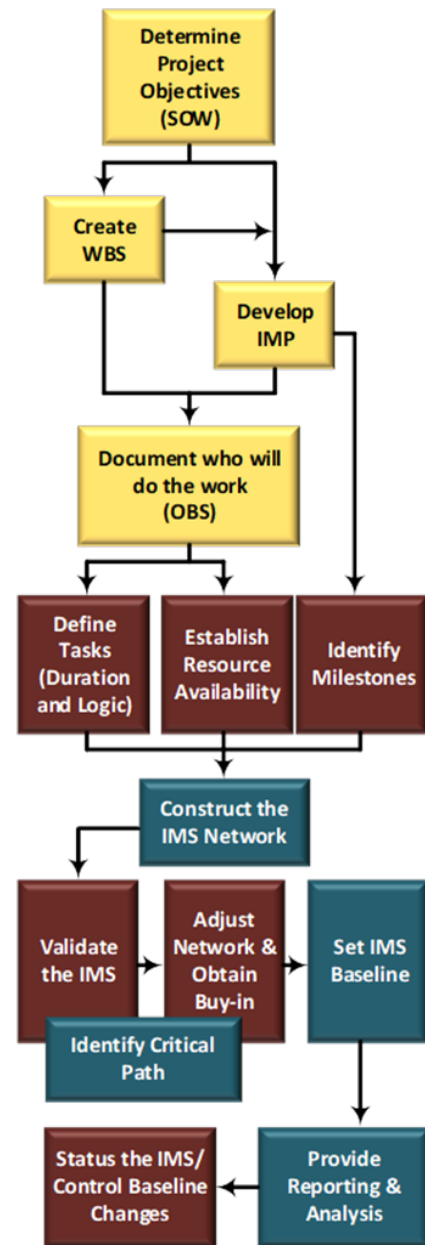 Determine
Project
Objectives
(SOW)
Create
WBS
Develop
IMP
Document who will
do the work
(OBS)
Define
Tasks
(Duration
and Logic)
Establish
Resource
Availability
Identify
Milestones
Construct the
IMS Network
Validate
the IMS
Adjust
Network &
Obtain
Buy-in
Set IMS
Baseline
Identify Critical
Path
Status the IMS/
Control Baseline
Changes
Provide
Reporting &
Analysis